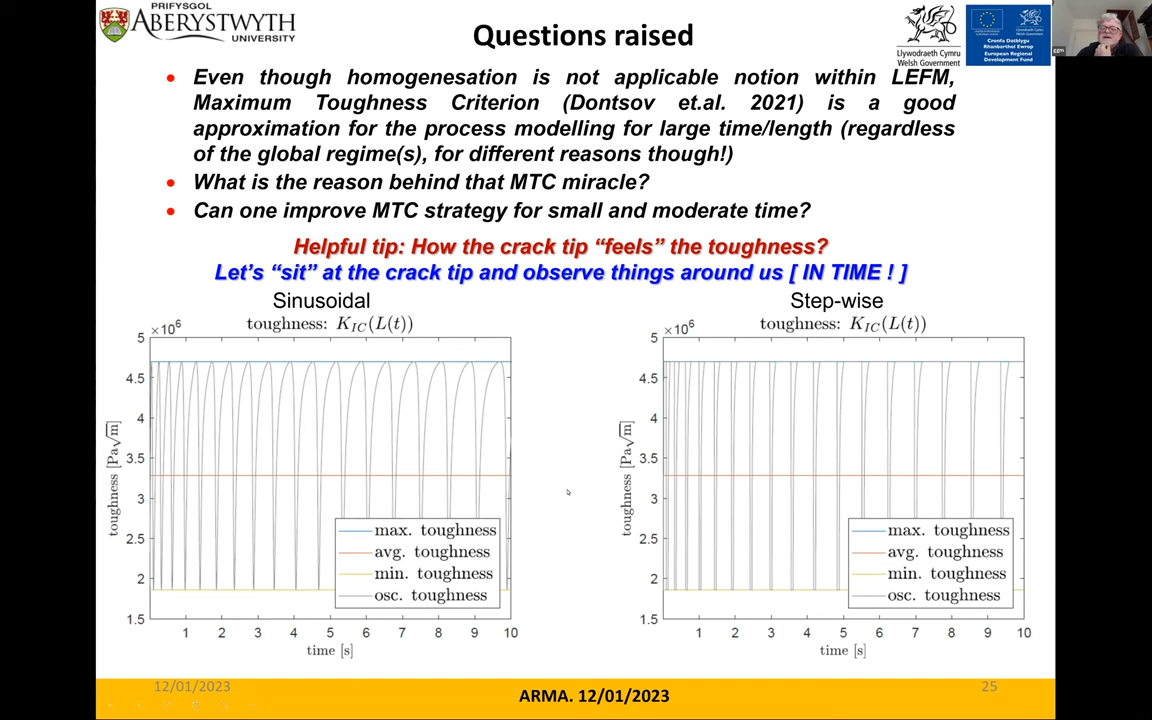 PRIFYSGOL
ABERYSTWYTH
UNIVERSITY
Questions raised
Llywodraeth Cymru
Welsh Government
Cronfa Datblygu
Rhanbarthol Ewrop
European Regional
Development Fund
• Even though homogenesation is not applicable notion within LEFM,
Maximum Toughness Criterion (Dontsov et.al. 2021) is a good
approximation for the process modelling for large time/length (regardless
of the global regime(s), for different reasons though!)
• What is the reason behind that MTC miracle?
• Can one improve MTC strategy for small and moderate time?
Helpful tip: How the crack tip “feels” the toughness?
Let’s “sit” at the crack tip and observe things around us [ IN TIME ! ]
Sinusoidal
toughness: K_IC(L(t))
×10^6
5
4.5
4
3.5
3
2.5
2
1.5
toughness [Pa√m]
max. toughness
avg. toughness
min. toughness
osc. toughness
1 2 3 4 5 6 7 8 9 10
time [s]
Step-wise
toughness: K_IC(L(t))
×10^6
5
4.5
4
3.5
3
2.5
2
1.5
toughness [Pa√m]
max. toughness
avg. toughness
min. toughness
osc. toughness
1 2 3 4 5 6 7 8 9 10
time [s]
12/01/2023
ARMA. 12/01/2023
25